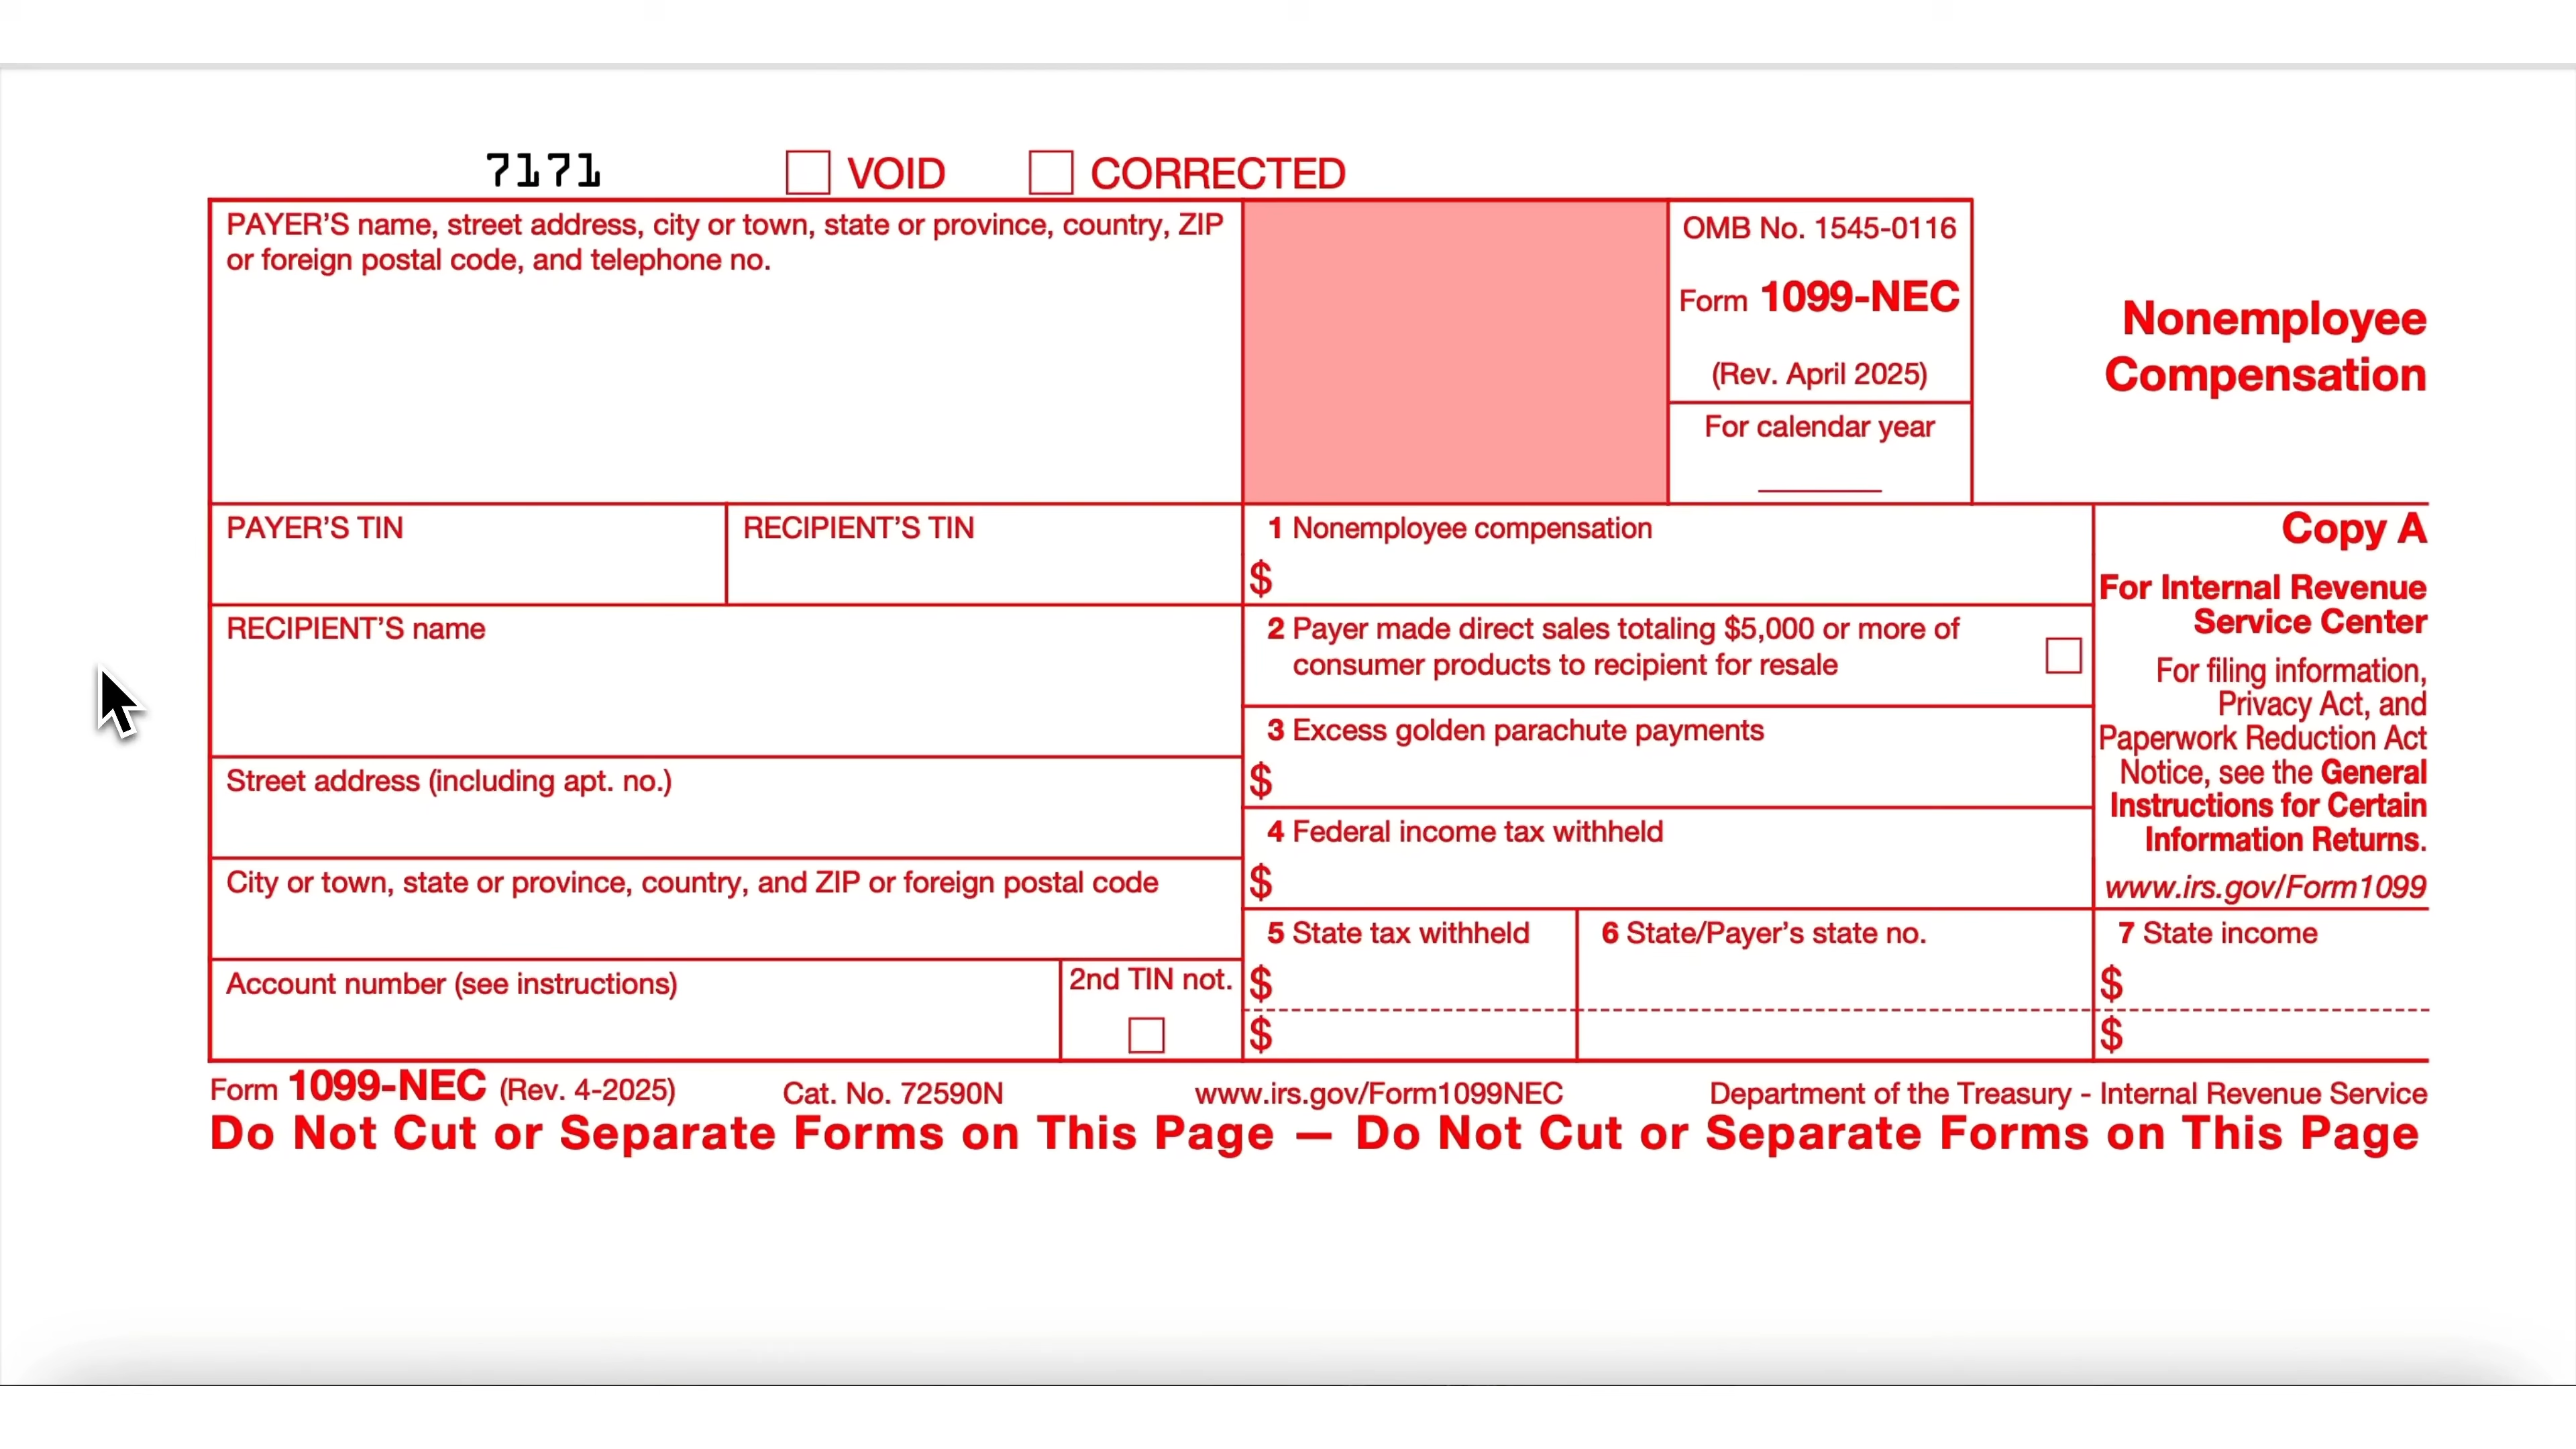 7171 VOID CORRECTED
PAYER’S name, street address, city or town, state or province, country, ZIP
or foreign postal code, and telephone no.
OMB No. 1545-0116
Form 1099-NEC
(Rev. April 2025)
For calendar year
Nonemployee
Compensation
PAYER’S TIN
RECIPIENT’S TIN
1 Nonemployee compensation
$
Copy A
For Internal Revenue
Service Center
For filing information,
Privacy Act, and
Paperwork Reduction Act
Notice, see the General
Instructions for Certain
Information Returns.
www.irs.gov/Form1099
RECIPIENT’S name
2 Payer made direct sales totaling $5,000 or more of
consumer products to recipient for resale
3 Excess golden parachute payments
$
Street address (including apt. no.)
4 Federal income tax withheld
$
City or town, state or province, country, and ZIP or foreign postal code
5 State tax withheld
$
$
6 State/Payer’s state no.
7 State income
$
$
Account number (see instructions)
2nd TIN not.
Form 1099-NEC (Rev. 4-2025) Cat. No. 72590N www.irs.gov/Form1099NEC Department of the Treasury - Internal Revenue Service
Do Not Cut or Separate Forms on This Page — Do Not Cut or Separate Forms on This Page